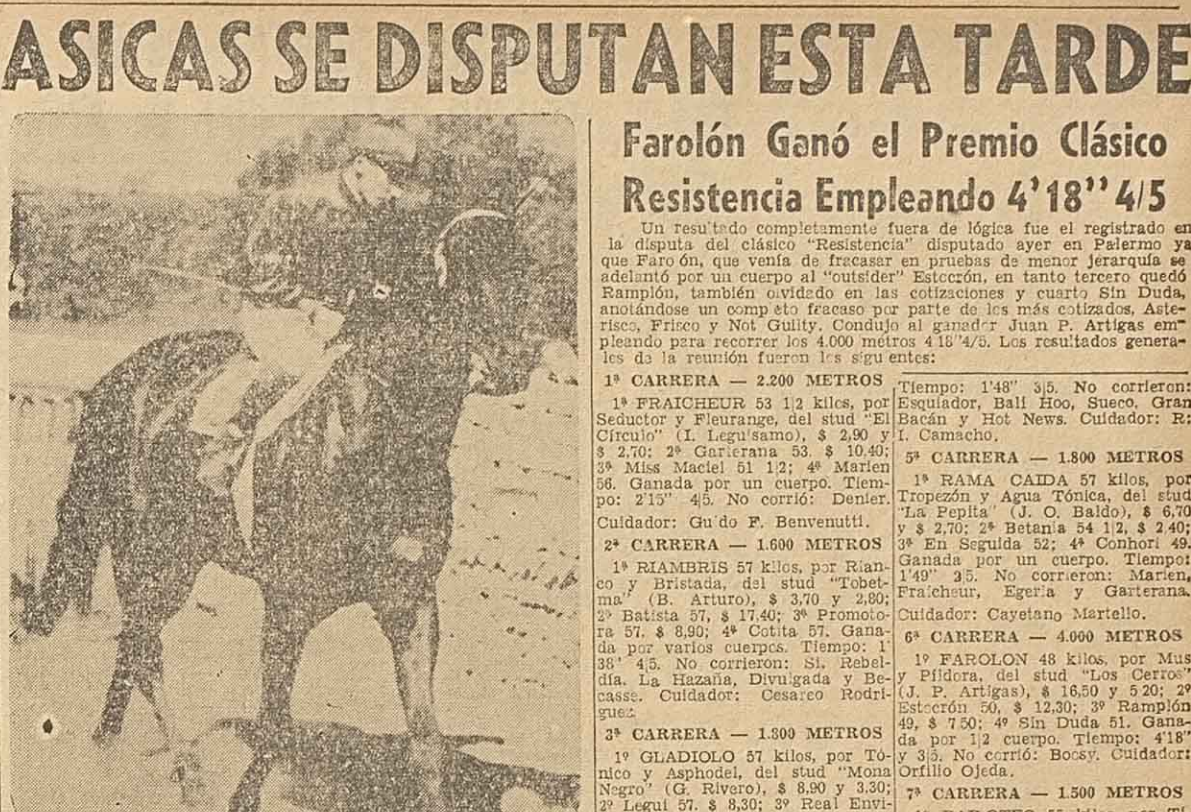 ASICAS SE DISPUTAN ESTA TARDE
Farolón Ganó el Premio Clásico
Resistencia Empleando 4'18" 4/5
Un resultado completamente fuera de lógica fue el registrado en
la disputa del clásico "Resistencia" disputado ayer en Palermo ya
que Faro ón, que venía de fracasar en pruebas de menor jerarquía se
adelantó por un cuerpo al "outsider" Estocrón, en tanto tercero quedó
Ramplón, también olvidado en las cotizaciones y cuarto Sin Duda,
anotándose un comp eto fracaso por parte de los más cotizados, Aste-
risco, Frisco y Not Guilty. Condujo al ganador Juan P. Artigas em-
pleando para recorrer los 4.000 metros 4 18"4/5. Los resultados genera-
les de la reunión fueron los sigu entes:
1ª CARRERA — 2.200 METROS
1º FRAICHEUR 53 1|2 kilos, por
Seductor y Fleurange, del stud "El
Círculo" (I. Leguisamo), $ 2,90 y
$ 2,70; 2º Garterana 53, $ 10,40;
3º Miss Maciel 51 1|2; 4º Marien
56. Ganada por un cuerpo. Tiem-
po: 2'15" 4|5. No corrió: Denier.
Cuidador: Guido F. Benvenutti.
2ª CARRERA — 1.600 METROS
1º RIAMBRIS 57 kilos, por Rian-
co y Bristada, del stud "Tobet-
ma" (B. Arturo), $ 3,70 y 2,80;
2º Batista 57, $ 17,40; 3º Promoto-
ra 57, $ 8,90; 4º Cotita 57. Gana-
da por varios cuerpos. Tiempo: 1'
38' 4|5. No corrieron: Si, Rebel-
día, La Hazaña, Divulgada y Be-
casse. Cuidador: Cesareo Rodrí-
guez
3ª CARRERA — 1.800 METROS
1º GLADIOLO 57 kilos, por Tó-
nico y Asphodel, del stud "Mona
Negro" (G. Rivero), $ 8,90 y 3,30;
2º Legui 57, $ 8,30; 3º Real Envi-
Tiempo: 1'48" 3|5. No corrieron:
Esquiador, Bali Hoo, Sueco, Gran
Bacán y Hot News. Cuidador: R:
I. Camacho.
5ª CARRERA — 1.800 METROS
1º RAMA CAIDA 57 kilos, por
Tropezón y Agua Tónica, del stud
"La Pepita" (J. O. Baldo), $ 6,70
y $ 2,70; 2º Betania 54 1|2, $ 2,40;
3º En Seguida 52; 4º Conhori 49.
Ganada por un cuerpo. Tiempo:
1'49" 3|5. No corrieron: Marien,
Fraicheur, Egeria y Garterana.
Cuidador: Cayetano Martello.
6ª CARRERA — 4.000 METROS
1º FAROLON 48 kilos, por Mus
y Píldora, del stud "Los Cerros"
(J. P. Artigas), $ 16,50 y 5 20; 2º
Estocrón 50, $ 12,30; 3º Ramplón
49, $ 7 50; 4º Sin Duda 51. Gana-
da por 1|2 cuerpo. Tiempo: 4'18"
y 3|5. No corrió: Bocsy. Cuidador:
Orfilio Ojeda.
7ª CARRERA — 1.500 METROS